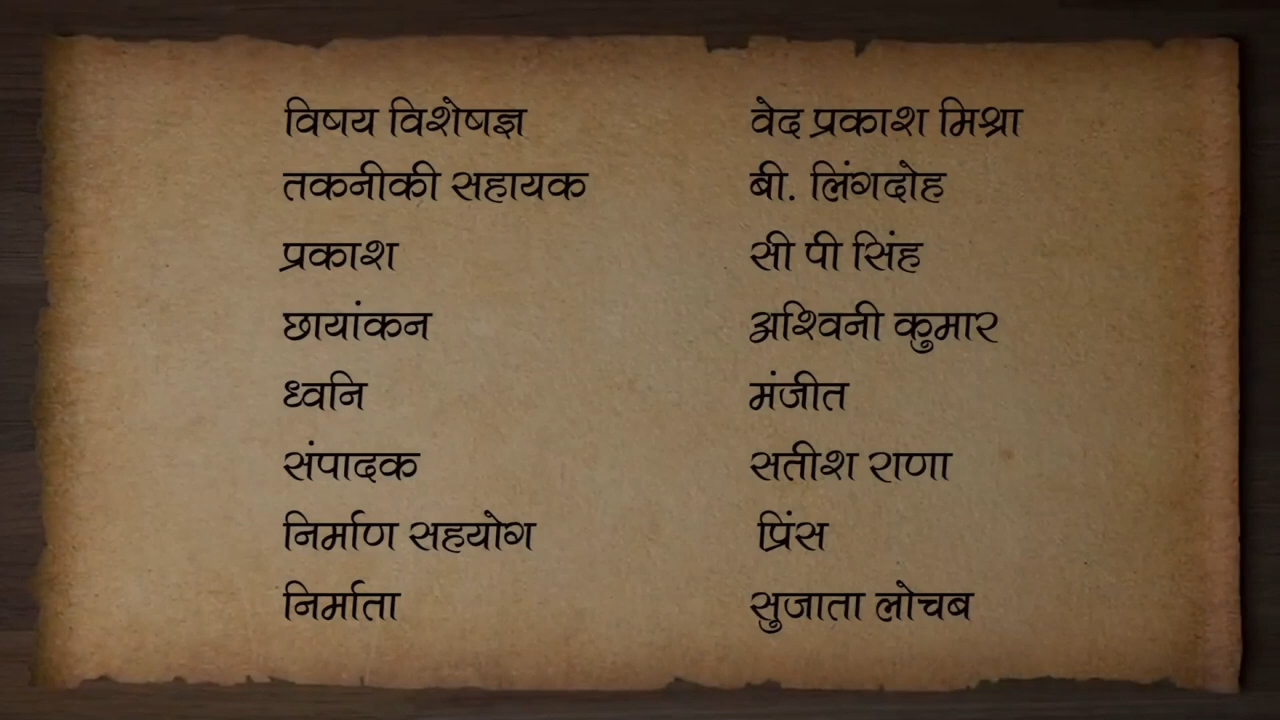 विषय विशेषज्ञ वेद प्रकाश मिश्रा
तकनीकी सहायक बी. लिंगदोह
प्रकाश सी पी सिंह
छायांकन अश्विनी कुमार
ध्वनि मंजीत
संपादक सतीश राणा
निर्माण सहयोग प्रिंस
निर्माता सुजाता लोचब